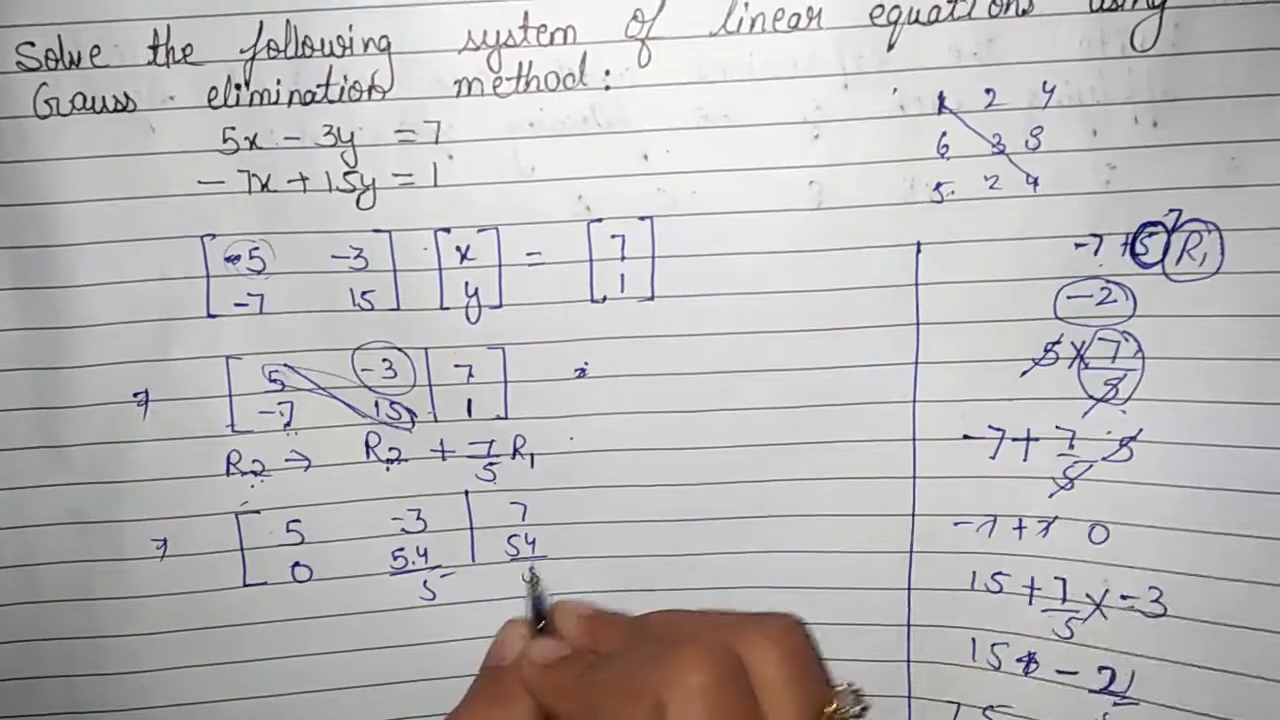 Solve the following system of linear equations using
Gauss elimination method:
5x - 3y = 7
-7x + 15y = 1
1 2 4
6 3 8
5 2 4
[5 -3] [x] = [7]
[-7 15] [y] [1]
⇒ [5 -3 | 7]
[-7 15 | 1]
R2 → R2 + 7/5 R1
⇒ [5 -3 | 7
0 5.4/5 | 54
-7 + 5 R1
-2
5 x 7/5
-7 + 7/5 5
-7 + 7 0
15 + 7/5 x -3
15 - 21